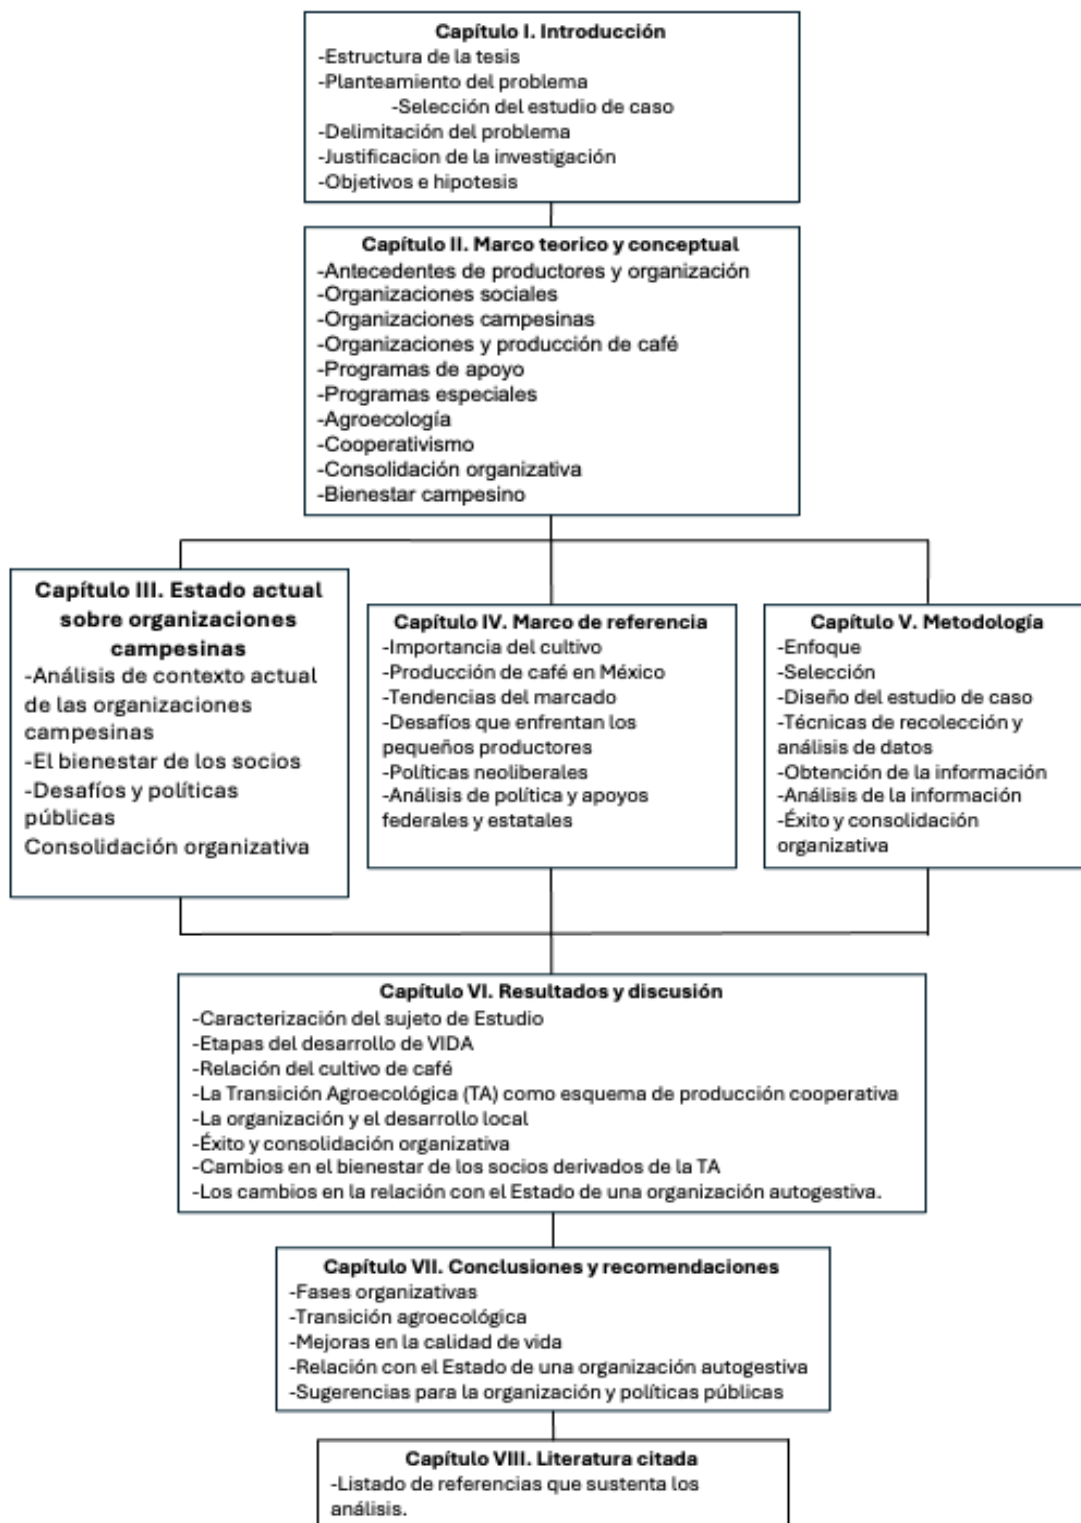 Capítulo I. Introducción
-Estructura de la tesis
-Planteamiento del problema
-Selección del estudio de caso
-Delimitación del problema
-Justificacion de la investigación
-Objetivos e hipotesis
Capítulo II. Marco teorico y conceptual
-Antecedentes de productores y organización
-Organizaciones sociales
-Organizaciones campesinas
-Organizaciones y producción de café
-Programas de apoyo
-Programas especiales
-Agroecología
-Cooperativismo
-Consolidación organizativa
-Bienestar campesino
Capítulo III. Estado actual
sobre organizaciones
campesinas
-Análisis de contexto actual
de las organizaciones
campesinas
-El bienestar de los socios
-Desafíos y políticas
públicas
Consolidación organizativa
Capítulo IV. Marco de referencia
-Importancia del cultivo
-Producción de café en México
-Tendencias del marcado
-Desafíos que enfrentan los
pequeños productores
-Políticas neoliberales
-Análisis de política y apoyos
federales y estatales
Capítulo V. Metodología
-Enfoque
-Selección
-Diseño del estudio de caso
-Técnicas de recolección y
análisis de datos
-Obtención de la información
-Análisis de la información
-Éxito y consolidación
organizativa
Capítulo VI. Resultados y discusión
-Caracterización del sujeto de Estudio
-Etapas del desarrollo de VIDA
-Relación del cultivo de café
-La Transición Agroecológica (TA) como esquema de producción cooperativa
-La organización y el desarrollo local
-Éxito y consolidación organizativa
-Cambios en el bienestar de los socios derivados de la TA
-Los cambios en la relación con el Estado de una organización autogestiva.
Capítulo VII. Conclusiones y recomendaciones
-Fases organizativas
-Transición agroecológica
-Mejoras en la calidad de vida
-Relación con el Estado de una organización autogestiva
-Sugerencias para la organización y políticas públicas
Capítulo VIII. Literatura citada
-Listado de referencias que sustenta los
análisis.